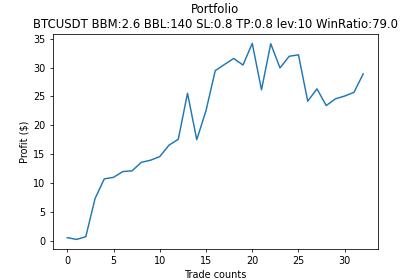 Portfolio
BTCUSDT BBM:2.6 BBL:140 SL:0.8 TP:0.8 lev:10 WinRatio:79.0
Profit ($)
35
30
25
20
15
10
5
0
0 5 10 15 20 25 30
Trade counts